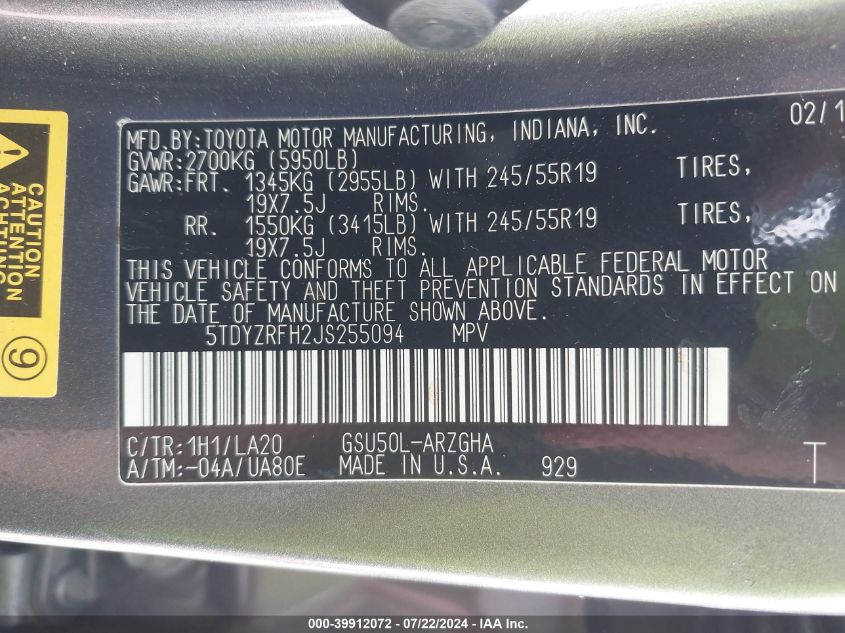 CAUTION
ATTENTION
ACHTUNG
9
MFD.BY:TOYOTA MOTOR MANUFACTURING, INDIANA, INC. 02/1
GVWR:2700KG (5950LB)
GAWR:FRT. 1345KG (2955LB) WITH 245/55R19 TIRES,
19X7.5J RIMS.
RR. 1550KG (3415LB) WITH 245/55R19 TIRES,
19X7.5J RIMS.
THIS VEHICLE CONFORMS TO ALL APPLICABLE FEDERAL MOTOR
VEHICLE SAFETY AND THEFT PREVENTION STANDARDS IN EFFECT ON
THE DATE OF MANUFACTURE SHOWN ABOVE.
5TDYZRFH2JS255094 MPV
C/TR:1H1/LA20 GSU50L-ARZGHA
A/TM:-04A/UA80E MADE IN U.S.A. 929
T
000-39912072 / 07/22/2024 - IAA Inc.